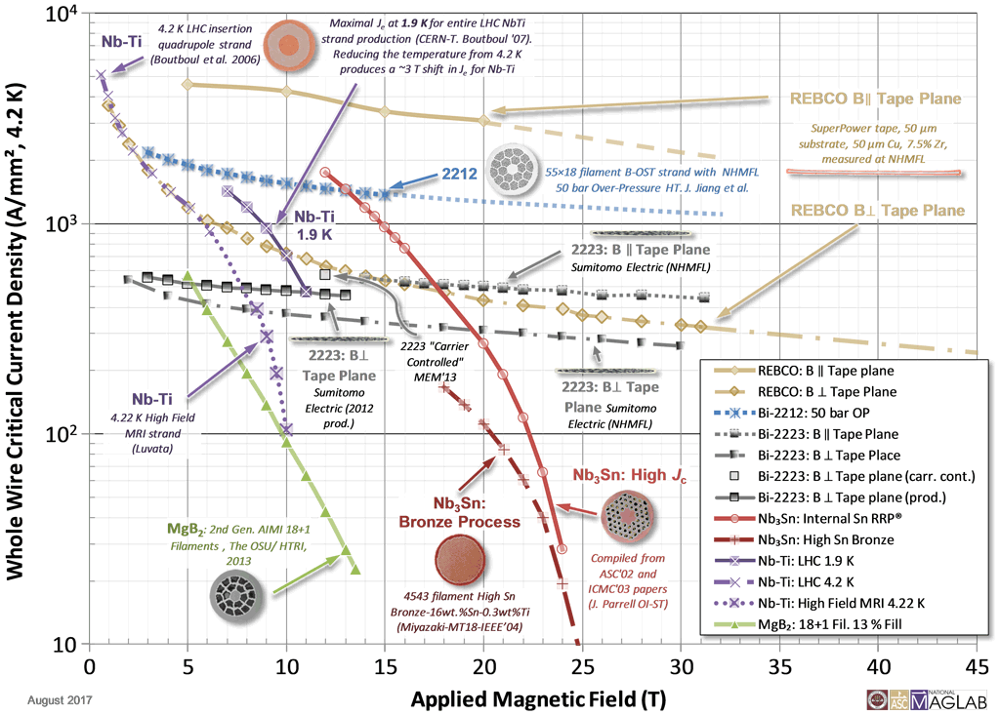 10⁴
10³
10²
10
Whole Wire Critical Current Density (A/mm², 4.2 K)
0
5
10
15
20
25
30
35
40
45
Applied Magnetic Field (T)
August 2017
Nb-Ti
4.2 K LHC insertion
quadrupole strand
(Boutboul et al. 2006)
Maximal Je at 1.9 K for entire LHC NbTi
strand production (CERN-T. Boutboul '07).
Reducing the temperature from 4.2 K
produces a ~3 T shift in Je for Nb-Ti
REBCO B∥ Tape Plane
SuperPower tape, 50 µm
substrate, 50 µm Cu, 7.5% Zr,
measured at NHMFL
REBCO B⊥ Tape Plane
2212
55×18 filament B-OST strand with NHMFL
50 bar Over-Pressure HT. J. Jiang et al.
Nb-Ti
1.9 K
2223: B ∥ Tape Plane
Sumitomo Electric (NHMFL)
2223: B⊥
Tape Plane
Sumitomo
Electric (2012
prod.)
2223 "Carrier
Controlled"
MEM'13
2223: B⊥ Tape
Plane Sumitomo
Electric (NHMFL)
Nb-Ti
4.22 K High Field
MRI strand
(Luvata)
MgB₂: 2nd Gen. AIMI 18+1
Filaments , The OSU/ HTRI,
2013
Nb₃Sn:
Bronze Process
4543 filament High Sn
Bronze-16wt.%Sn-0.3wt%Ti
(Miyazaki-MT18-IEEE'04)
Nb₃Sn: High Jc
Compiled from
ASC'02 and
ICMC'03 papers
(J. Parrell OI-ST)
REBCO: B ∥ Tape plane
REBCO: B ⊥ Tape Plane
Bi-2212: 50 bar OP
Bi-2223: B ∥ Tape Plane
Bi-2223: B ⊥ Tape Place
Bi-2223: B ⊥ Tape plane (carr. cont.)
Bi-2223: B ⊥ Tape plane (prod.)
Nb₃Sn: Internal Sn RRP®
Nb₃Sn: High Sn Bronze
Nb-Ti: LHC 1.9 K
Nb-Ti: LHC 4.2 K
Nb-Ti: High Field MRI 4.22 K
MgB₂: 18+1 Fil. 13 % Fill
ASC
NATIONAL
MAGLAB